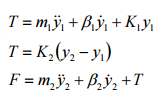 T = m₁ÿ₁ + β₁ẏ₁ + K₁y₁
T = K₂(y₂ − y₁)
F = m₂ÿ₂ + β₂ẏ₂ + T